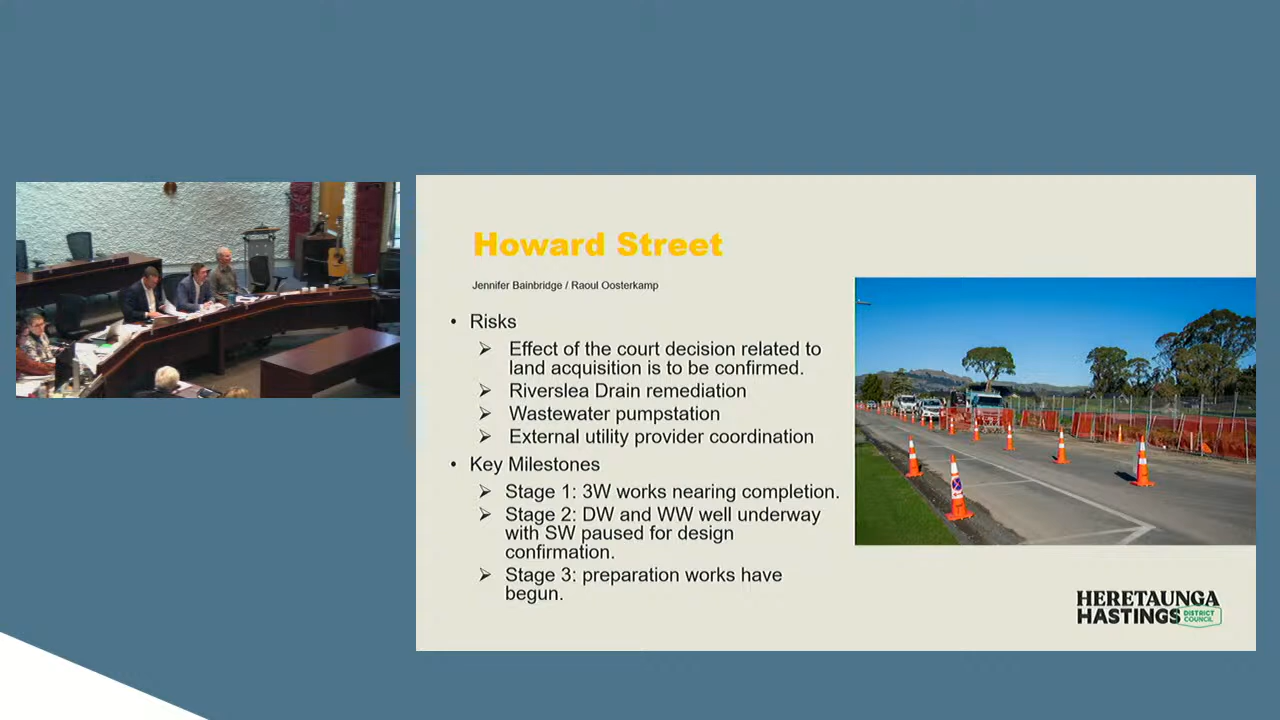 Howard Street
Jennifer Bainbridge / Raoul Oosterkamp
• Risks
➢ Effect of the court decision related to
land acquisition is to be confirmed.
➢ Riverslea Drain remediation
➢ Wastewater pumpstation
➢ External utility provider coordination
• Key Milestones
➢ Stage 1: 3W works nearing completion.
➢ Stage 2: DW and WW well underway
with SW paused for design
confirmation.
➢ Stage 3: preparation works have
begun.
HERETAUNGA
HASTINGS DISTRICT
COUNCIL